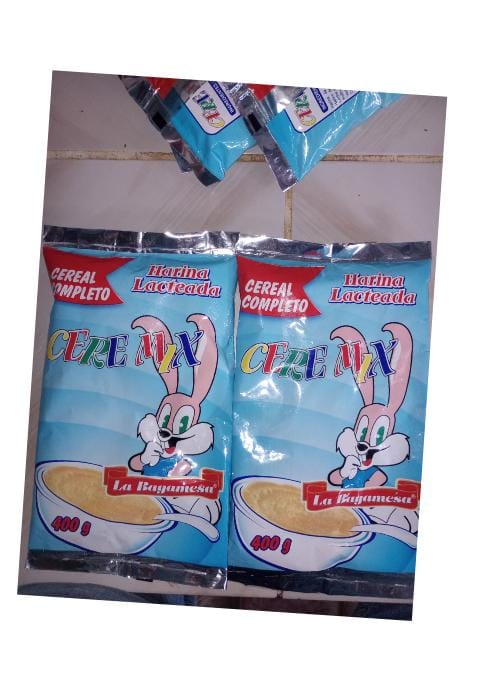 CEREAL
COMPLETO
Harina
Lacteada
CERE MIX
La Bayamesa
400 g
CEREAL
COMPLETO
Harina
Lacteada
CERE MIX
La Bayamesa
400 g